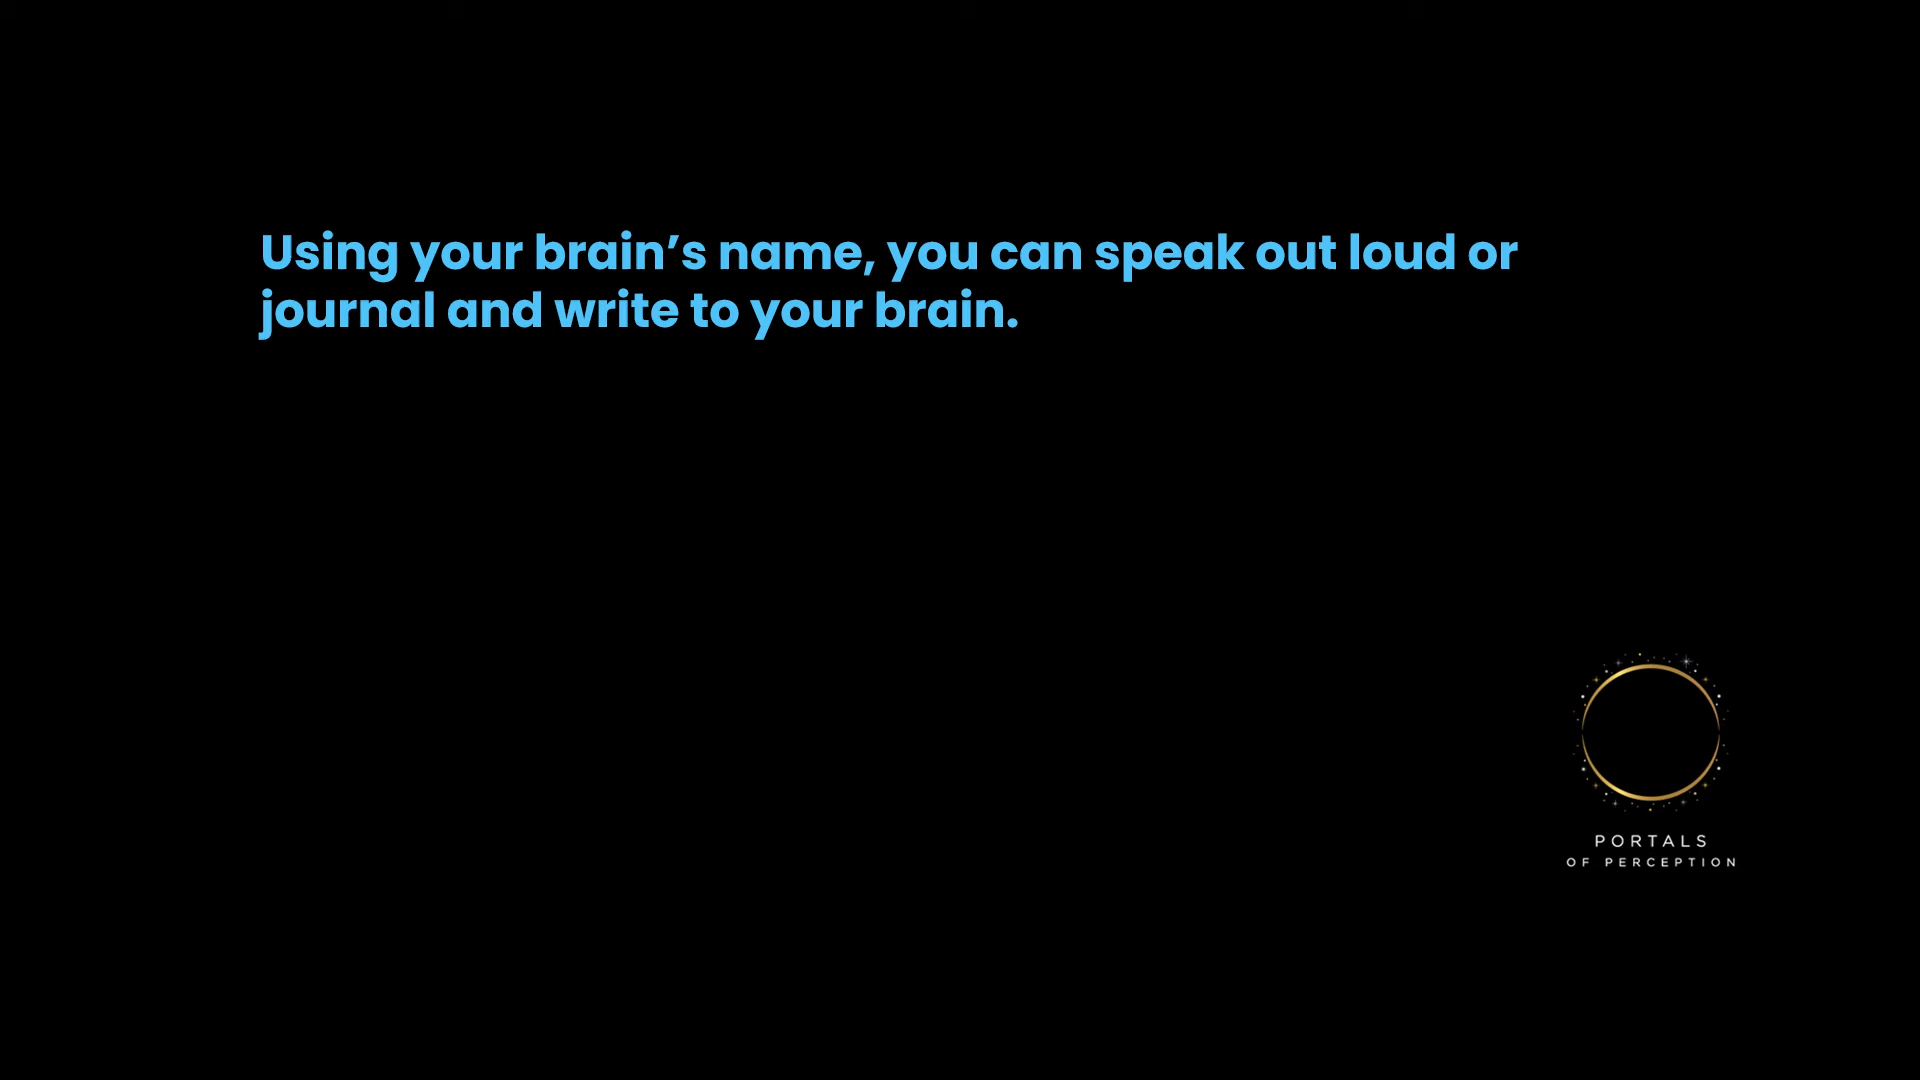 Using your brain’s name, you can speak out loud or
journal and write to your brain.
PORTALS
OF PERCEPTION